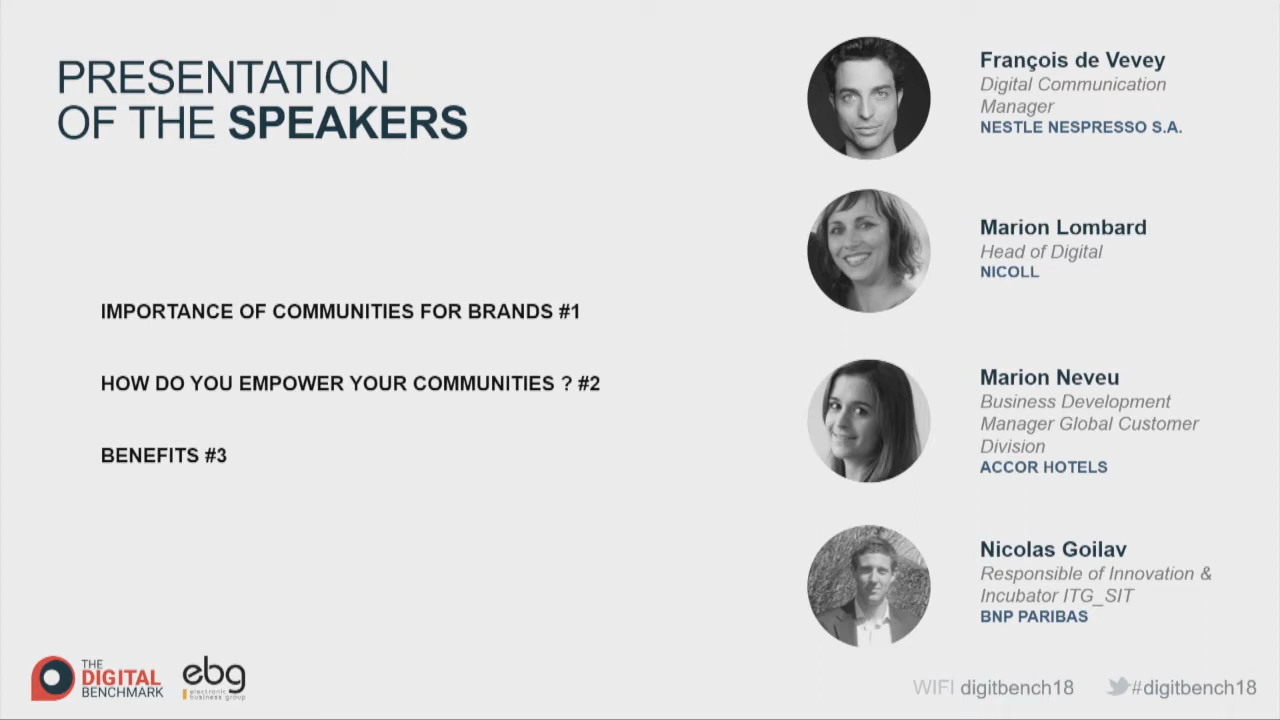 PRESENTATION
OF THE SPEAKERS
IMPORTANCE OF COMMUNITIES FOR BRANDS #1
HOW DO YOU EMPOWER YOUR COMMUNITIES ? #2
BENEFITS #3
François de Vevey
Digital Communication
Manager
NESTLE NESPRESSO S.A.
Marion Lombard
Head of Digital
NICOLL
Marion Neveu
Business Development
Manager Global Customer
Division
ACCOR HOTELS
Nicolas Goilav
Responsible of Innovation &
Incubator ITG_SIT
BNP PARIBAS
THE
DIGITAL
BENCHMARK
ebg
electronic
business group
WIFI digitbench18
#digitbench18